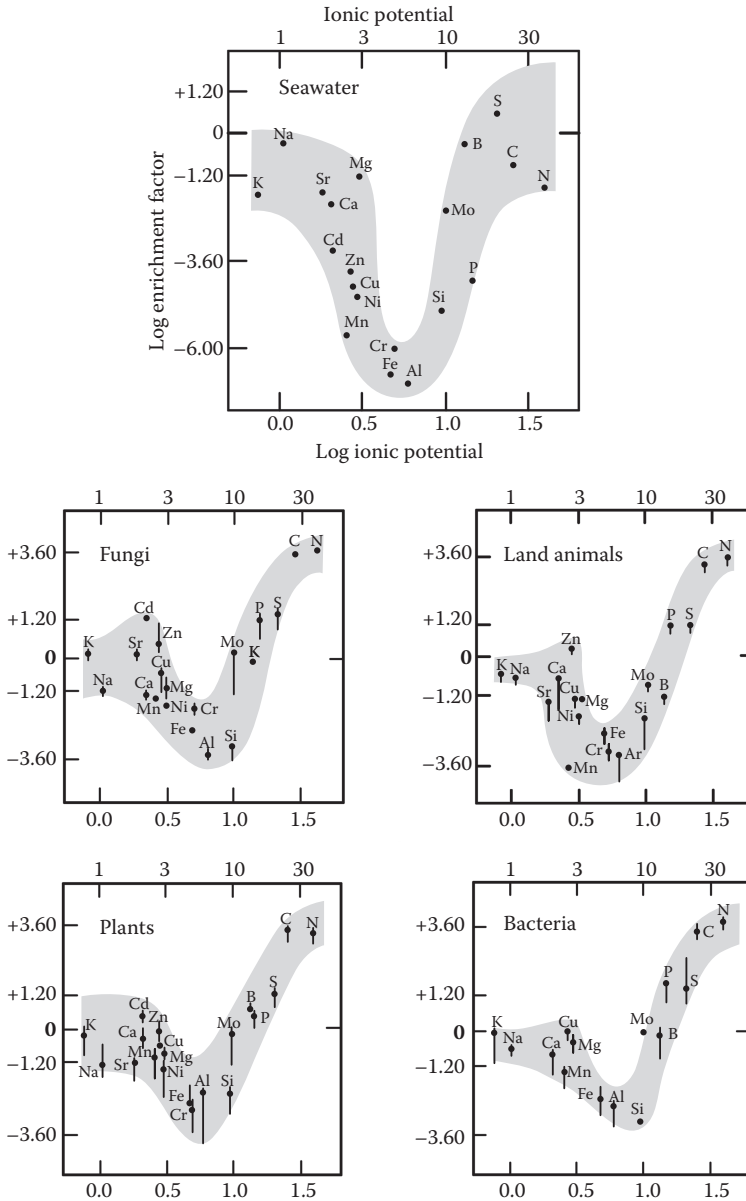 Ionic potential
1 3 10 30
Seawater
+1.20
0
−1.20
−3.60
−6.00
Log enrichment factor
Na
K
Sr
Mg
Ca
Cd
Zn
Cu
Ni
Mn
Cr
Fe
Al
Si
Mo
P
B
S
C
N
0.0 0.5 1.0 1.5
Log ionic potential
1 3 10 30
Fungi
+3.60
+1.20
0
−1.20
−3.60
K
Na
Cd
Sr
Zn
Cu
Ca
Mg
Mn
Ni
Cr
Fe
Al
Si
Mo
K
P
S
C
N
0.0 0.5 1.0 1.5
1 3 10 30
Land animals
+3.60
+1.20
0
−1.20
−3.60
K
Na
Zn
Ca
Sr
Cu
Mg
Ni
Mn
Fe
Cr
Ar
Si
Mo
B
P
S
C
N
0.0 0.5 1.0 1.5
1 3 10 30
Plants
+3.60
+1.20
0
−1.20
−3.60
K
Na
Cd
Zn
Ca
Sr
Mn
Cu
Mg
Ni
Fe
Cr
Al
Si
Mo
B
P
S
C
N
0.0 0.5 1.0 1.5
1 3 10 30
Bacteria
+3.60
+1.20
0
−1.20
−3.60
K
Na
Cu
Ca
Mg
Mn
Fe
Al
Si
Mo
B
P
S
C
N
0.0 0.5 1.0 1.5